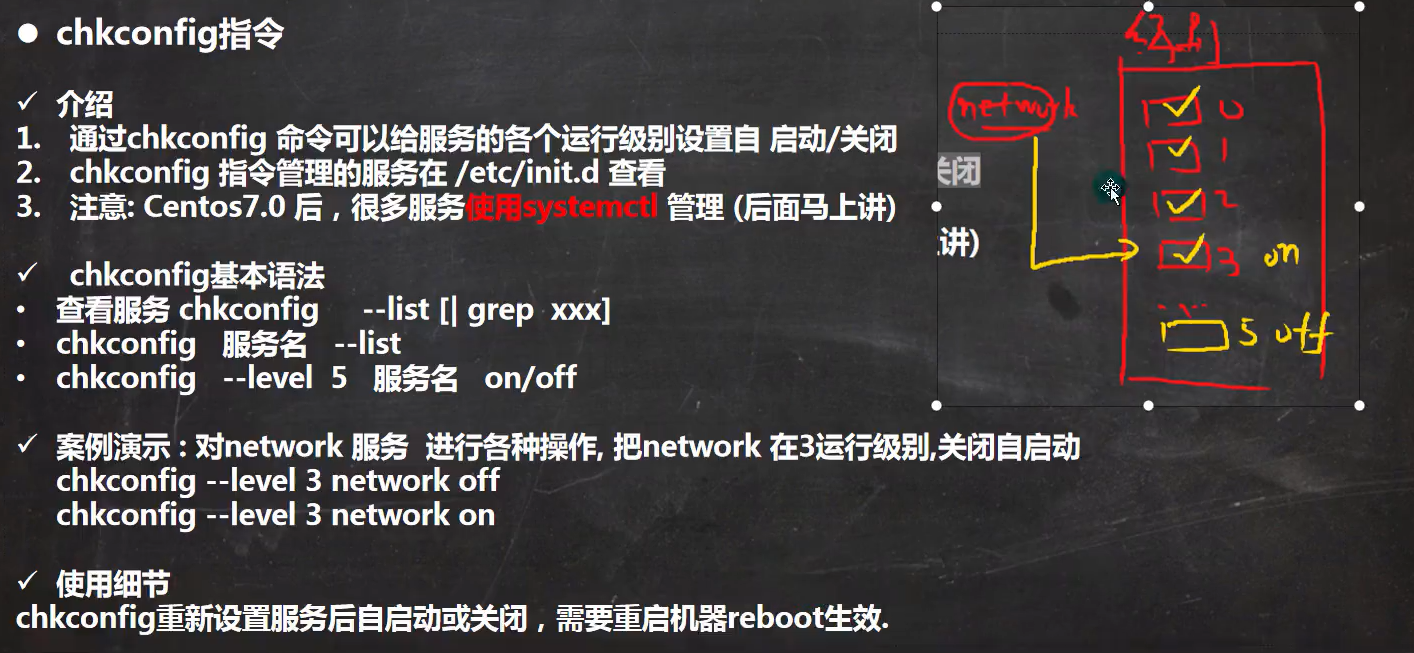 ● chkconfig指令
✓ 介绍
1. 通过chkconfig 命令可以给服务的各个运行级别设置自 启动/关闭
2. chkconfig 指令管理的服务在 /etc/init.d 查看
3. 注意: Centos7.0 后，很多服务使用systemctl 管理 (后面马上讲)
✓ chkconfig基本语法
• 查看服务 chkconfig --list [| grep xxx]
• chkconfig 服务名 --list
• chkconfig --level 5 服务名 on/off
✓ 案例演示 : 对network 服务 进行各种操作, 把network 在3运行级别,关闭自启动
chkconfig --level 3 network off
chkconfig --level 3 network on
✓ 使用细节
chkconfig重新设置服务后自启动或关闭，需要重启机器reboot生效.
级别
network
0
1
2
3 on
...
5 off
关闭
讲)